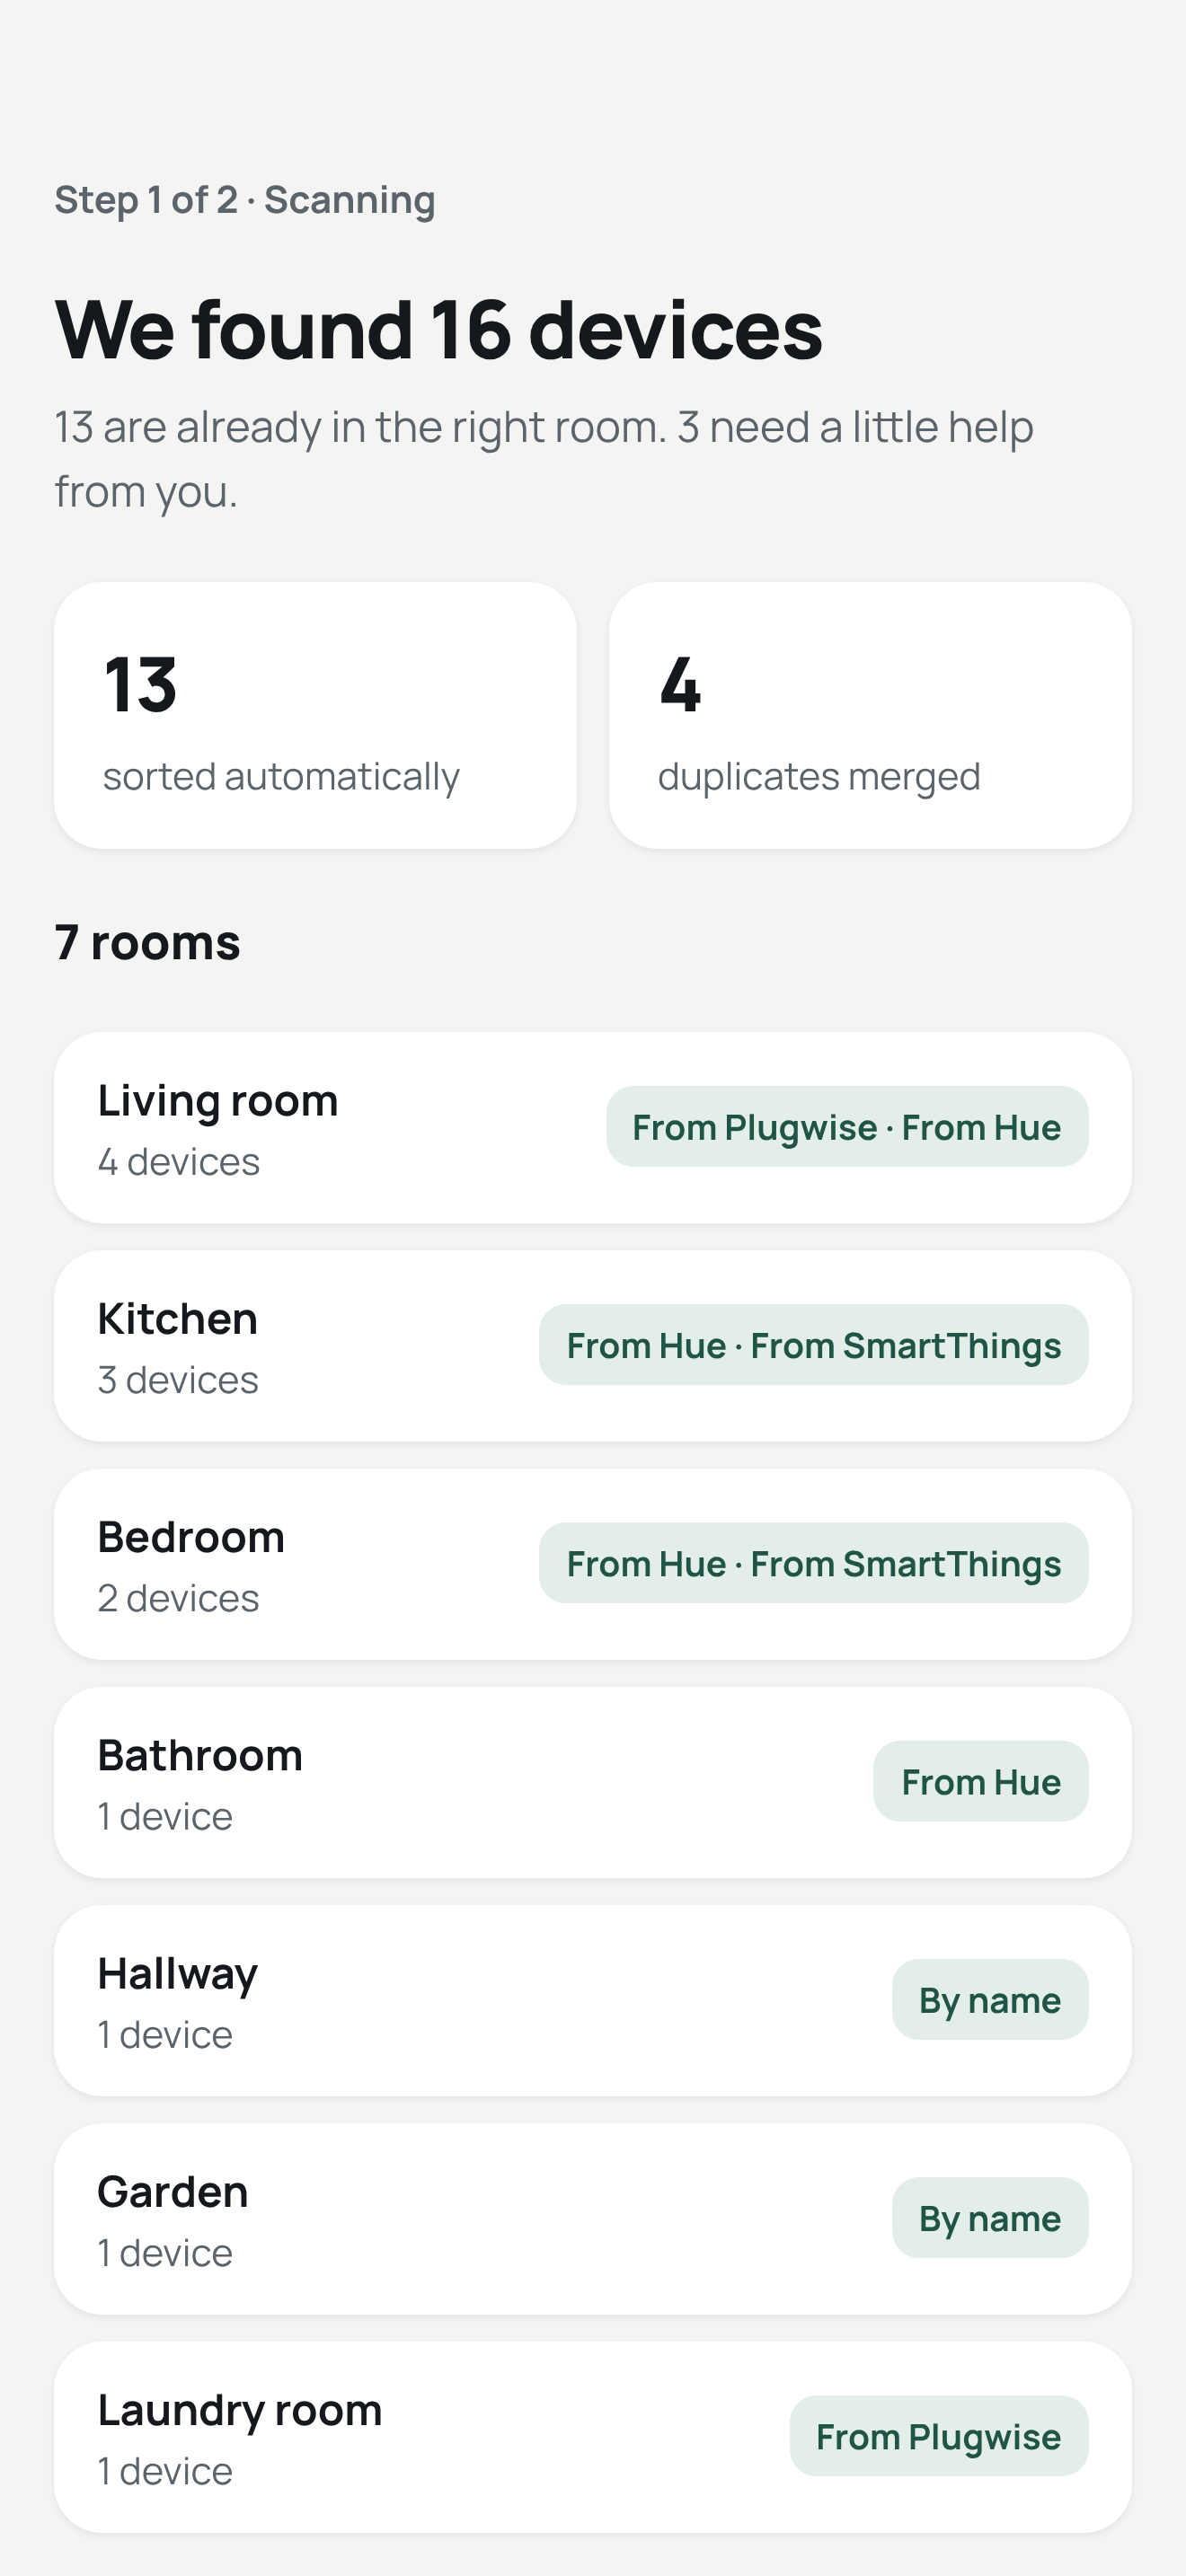 Step 1 of 2 · Scanning
We found 16 devices
13 are already in the right room. 3 need a little help
from you.
13
sorted automatically
4
duplicates merged
7 rooms
Living room
4 devices
From Plugwise · From Hue
Kitchen
3 devices
From Hue · From SmartThings
Bedroom
2 devices
From Hue · From SmartThings
Bathroom
1 device
From Hue
Hallway
1 device
By name
Garden
1 device
By name
Laundry room
1 device
From Plugwise